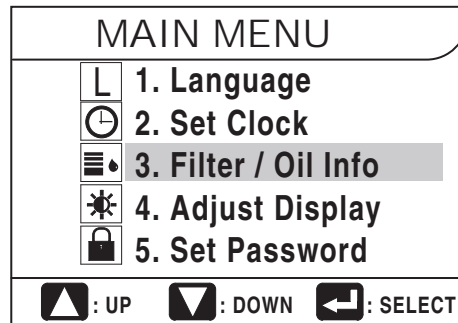 MAIN MENU
L 1. Language
2. Set Clock
3. Filter / Oil Info
4. Adjust Display
5. Set Password
: UP : DOWN : SELECT